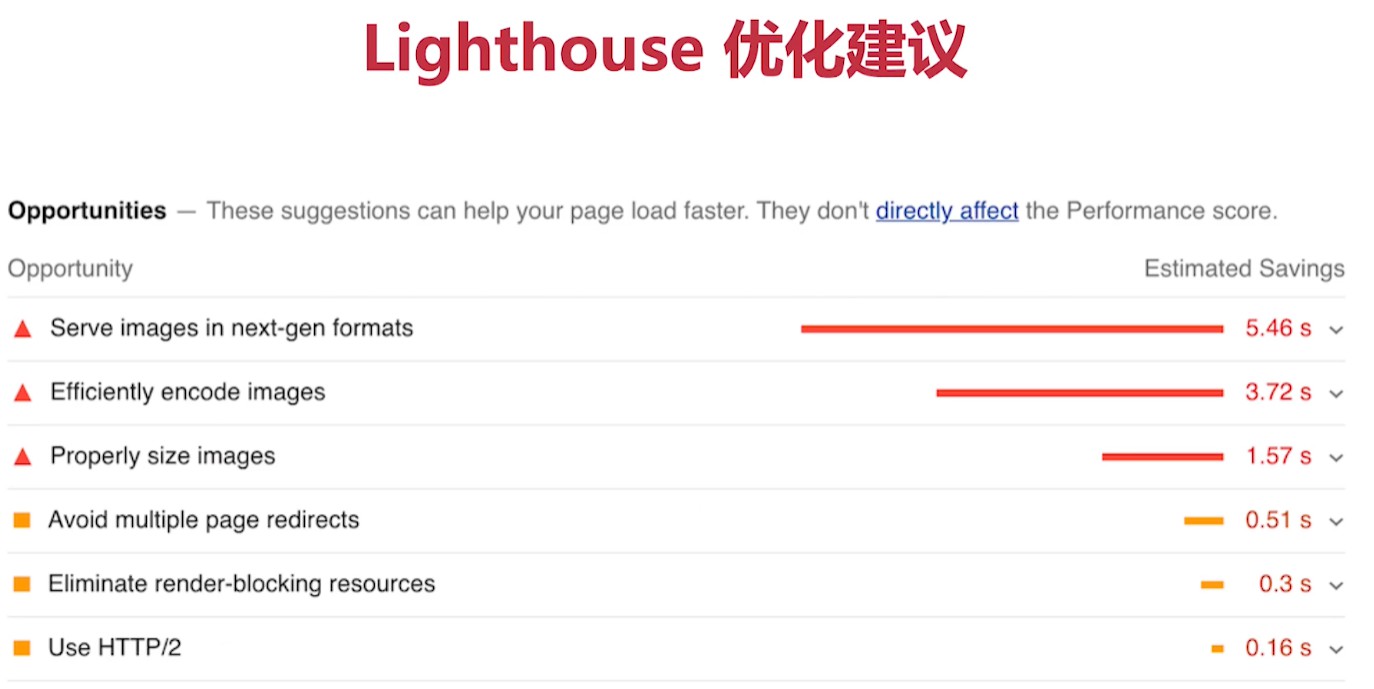 Lighthouse 优化建议
Opportunities — These suggestions can help your page load faster. They don't directly affect the Performance score.
Opportunity Estimated Savings
Serve images in next-gen formats 5.46 s
Efficiently encode images 3.72 s
Properly size images 1.57 s
Avoid multiple page redirects 0.51 s
Eliminate render-blocking resources 0.3 s
Use HTTP/2 0.16 s